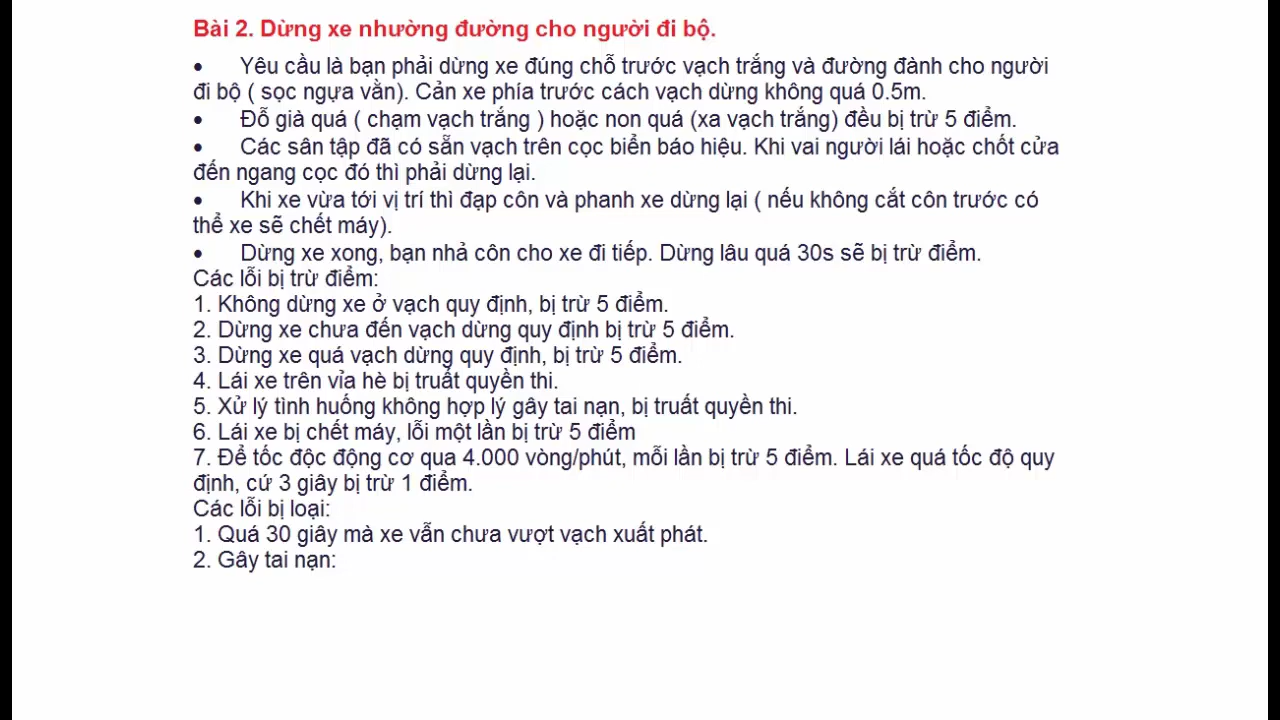 Bài 2. Dừng xe nhường đường cho người đi bộ.
• Yêu cầu là bạn phải dừng xe đúng chỗ trước vạch trắng và đường đành cho người
đi bộ ( sọc ngựa vằn). Cản xe phía trước cách vạch dừng không quá 0.5m.
• Đỗ già quá ( chạm vạch trắng ) hoặc non quá (xa vạch trắng) đều bị trừ 5 điểm.
• Các sân tập đã có sẵn vạch trên cọc biển báo hiệu. Khi vai người lái hoặc chốt cửa
đến ngang cọc đó thì phải dừng lại.
• Khi xe vừa tới vị trí thì đạp côn và phanh xe dừng lại ( nếu không cắt côn trước có
thể xe sẽ chết máy).
• Dừng xe xong, bạn nhả côn cho xe đi tiếp. Dừng lâu quá 30s sẽ bị trừ điểm.
Các lỗi bị trừ điểm:
1. Không dừng xe ở vạch quy định, bị trừ 5 điểm.
2. Dừng xe chưa đến vạch dừng quy định bị trừ 5 điểm.
3. Dừng xe quá vạch dừng quy định, bị trừ 5 điểm.
4. Lái xe trên vỉa hè bị truất quyền thi.
5. Xử lý tình huống không hợp lý gây tai nạn, bị truất quyền thi.
6. Lái xe bị chết máy, lỗi một lần bị trừ 5 điểm
7. Để tốc độc động cơ qua 4.000 vòng/phút, mỗi lần bị trừ 5 điểm. Lái xe quá tốc độ quy
định, cứ 3 giây bị trừ 1 điểm.
Các lỗi bị loại:
1. Quá 30 giây mà xe vẫn chưa vượt vạch xuất phát.
2. Gây tai nạn: